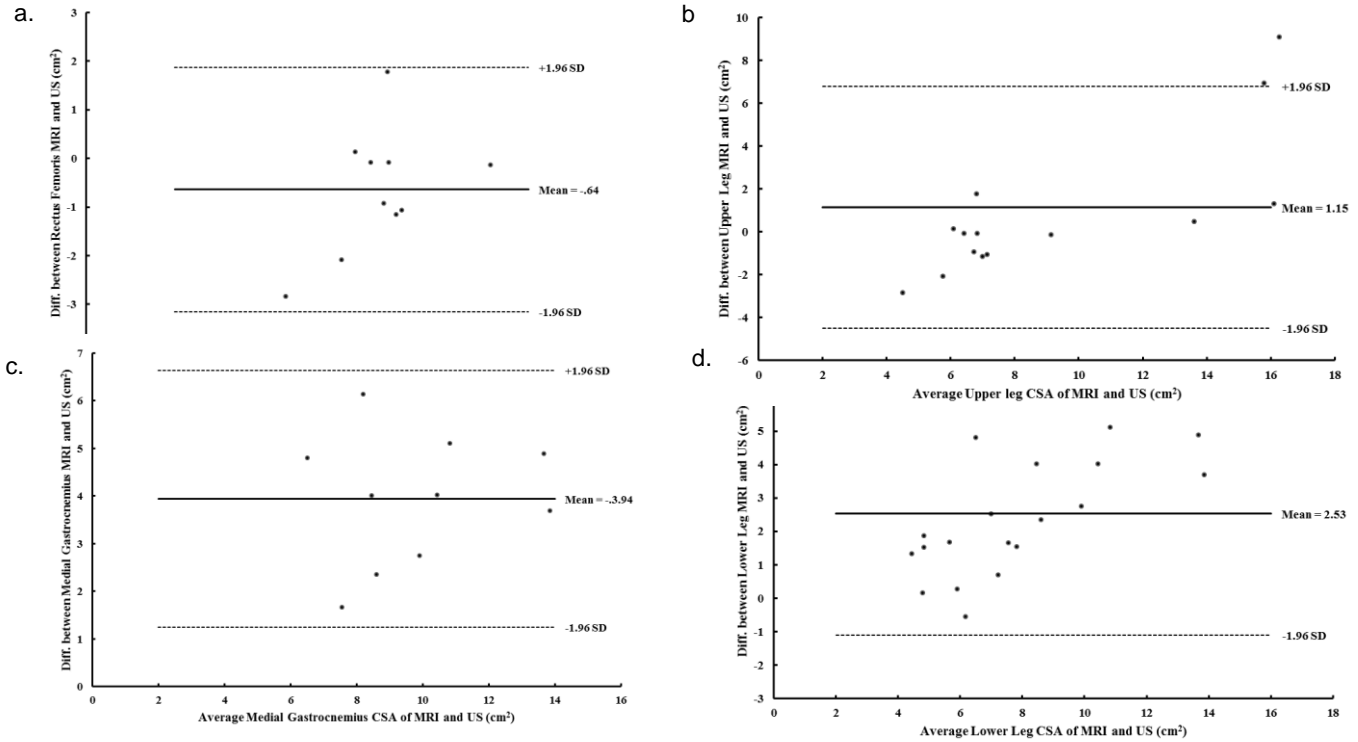 a.
Diff. between Rectus Femoris MRI and US (cm²)
3
2
1
0
-1
-2
-3
+1.96 SD
Mean = -.64
-1.96 SD
b
Diff. between Upper Leg MRI and US (cm²)
10
8
6
4
2
0
-2
-4
-6
+1.96 SD
Mean = 1.15
-1.96 SD
0 2 4 6 8 10 12 14 16 18
Average Upper leg CSA of MRI and US (cm²)
c.
Diff. between Medial Gastrocnemius MRI and US (cm²)
7
6
5
4
3
2
1
0
+1.96 SD
Mean = -.3.94
-1.96 SD
0 2 4 6 8 10 12 14 16
Average Medial Gastrocnemius CSA of MRI and US (cm²)
d.
Diff. between Lower Leg MRI and US (cm²)
5
4
3
2
1
0
-1
-2
-3
Mean = 2.53
-1.96 SD
0 2 4 6 8 10 12 14 16 18
Average Lower Leg CSA of MRI and US (cm²)